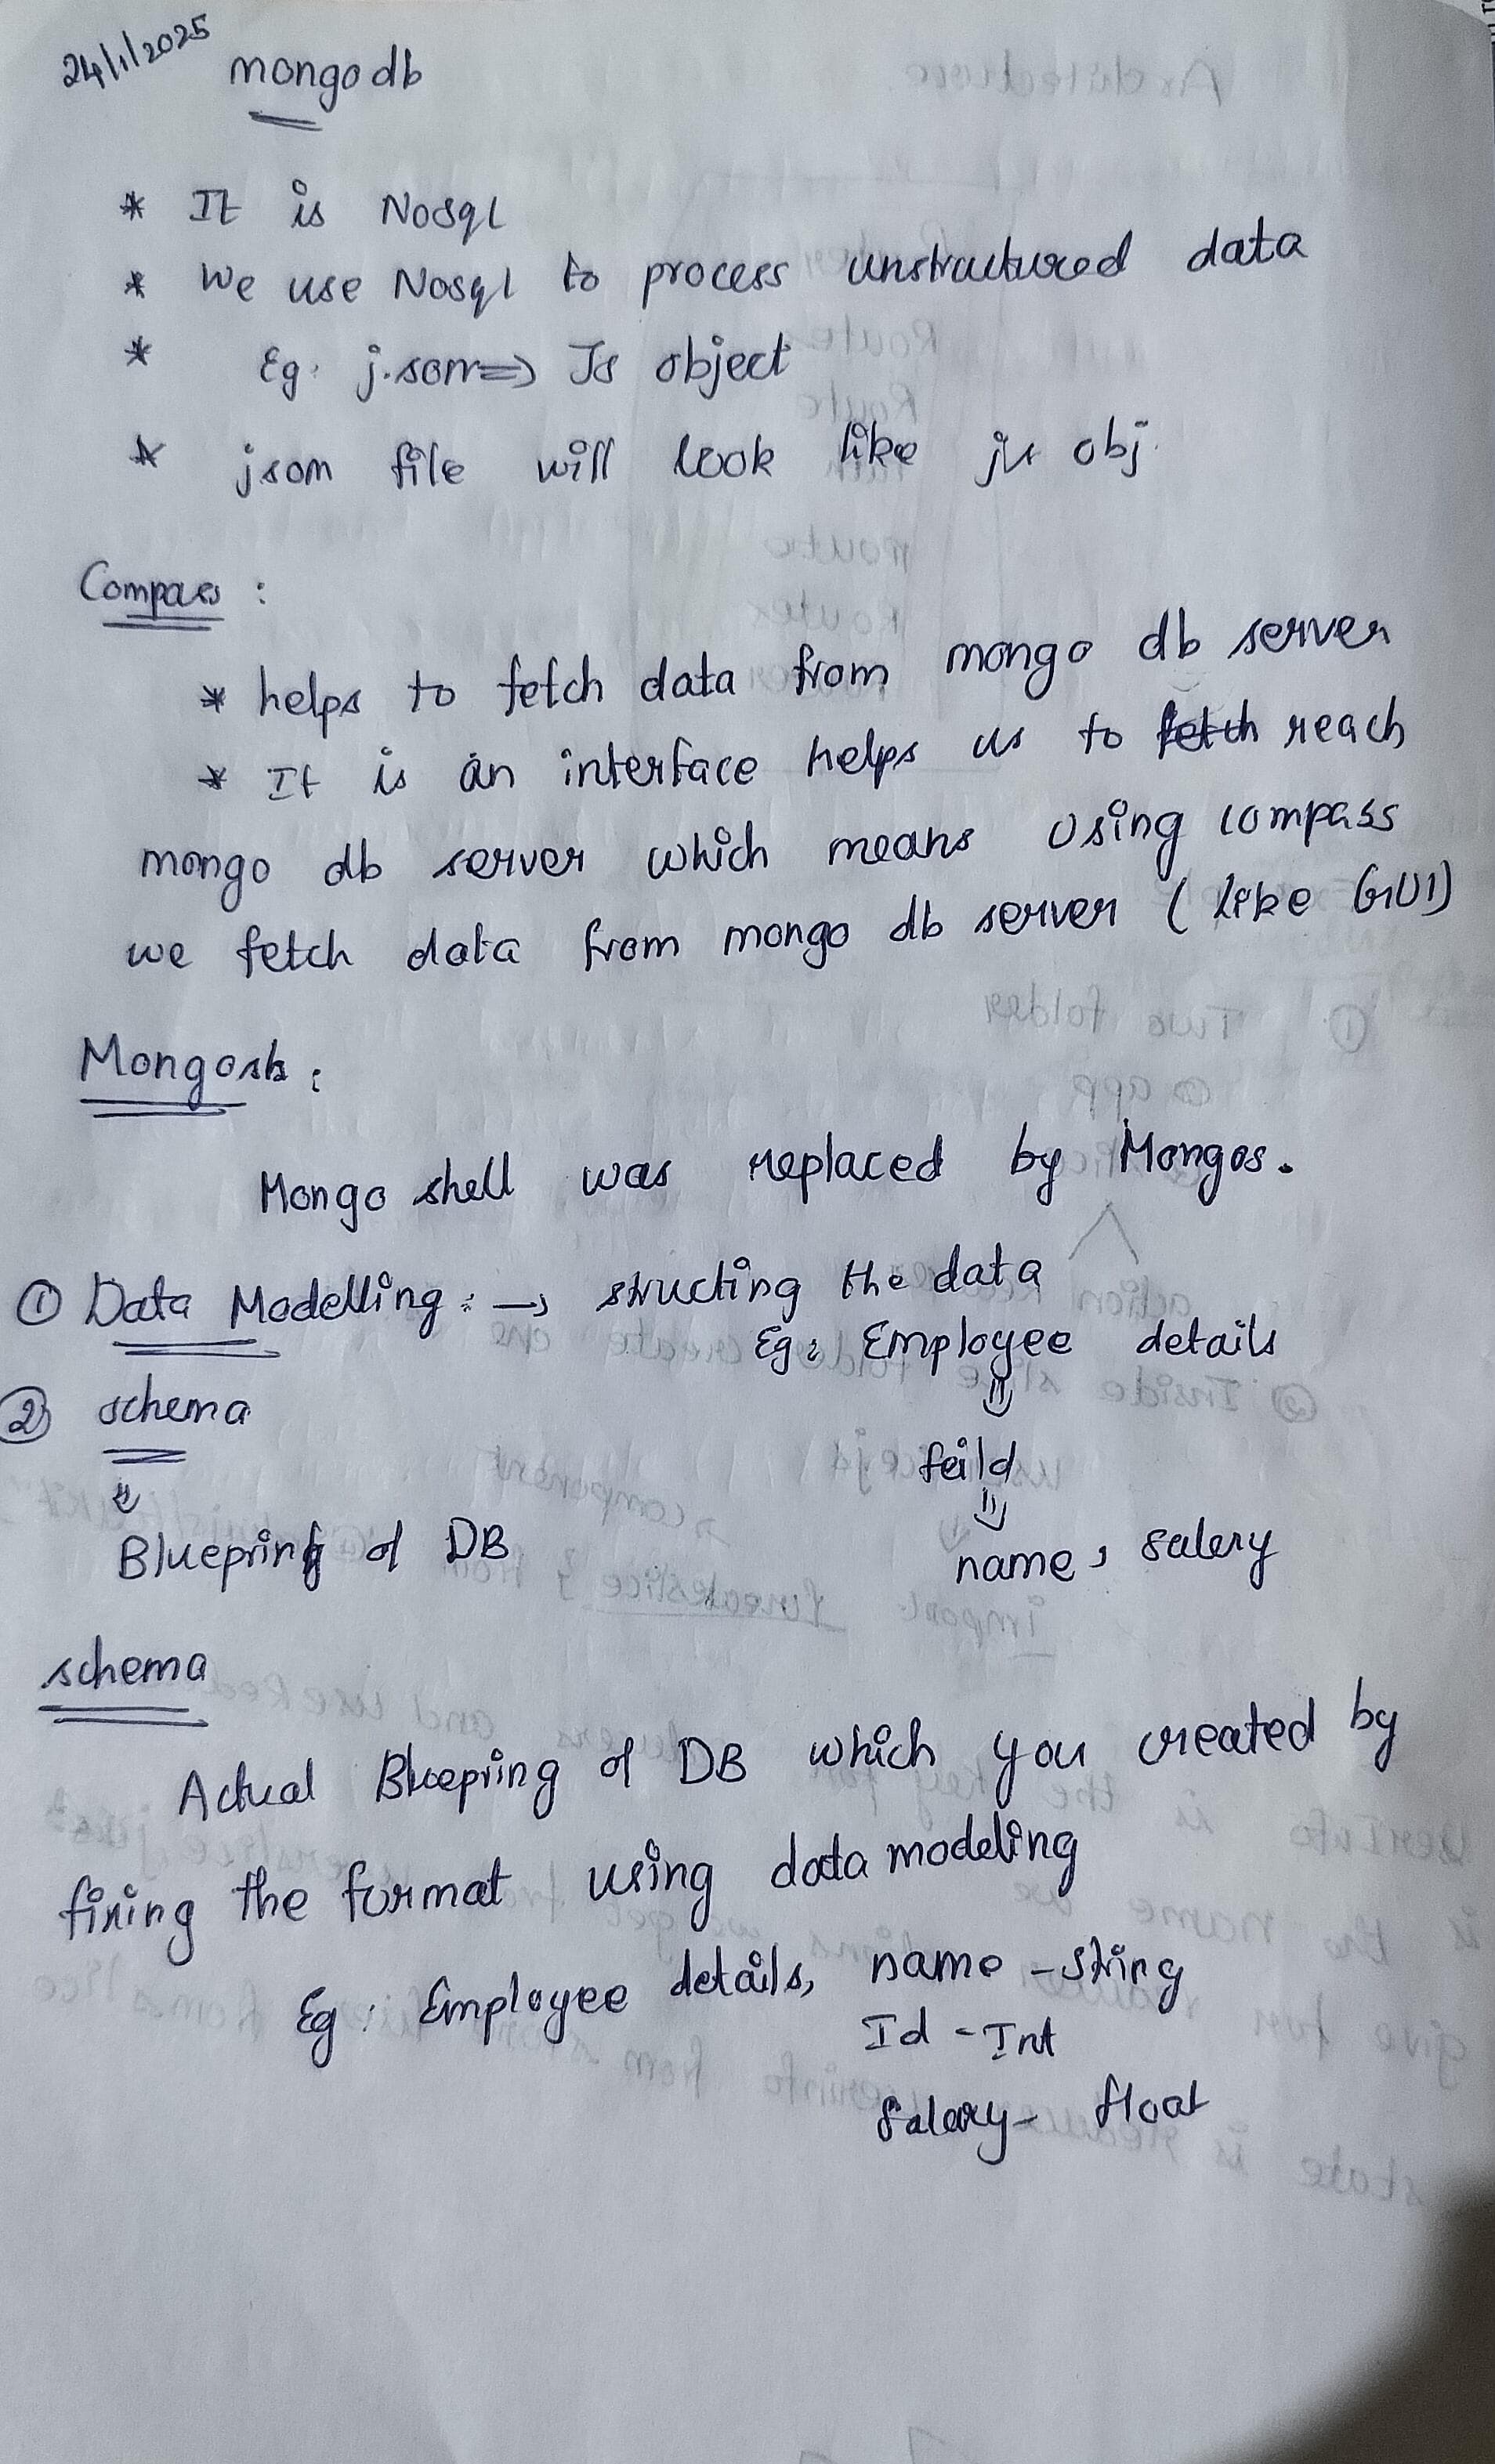 24/1/2025 mongodb
* It is Nosql
* We use Nosql to process unstructured data
* Eg: j.son=> Js object
* json file will look like js obj.
Compass :
* helps to fetch data from mongo db server
* It is an interface helps us to fetch reach
mongo db server which means using compass
we fetch data from mongo db server (like GUI)
Mongosh :
Mongo shell was replaced by Mongos.
① Data Modelling : → structing the data
Eg: Employee details
② schema
feild
Blueprint of DB
name, salery
schema
Actual Bluepring of DB which you created by
fixing the format using data modeling
Eg : Employee details, name - string
Id - Int
salery - float